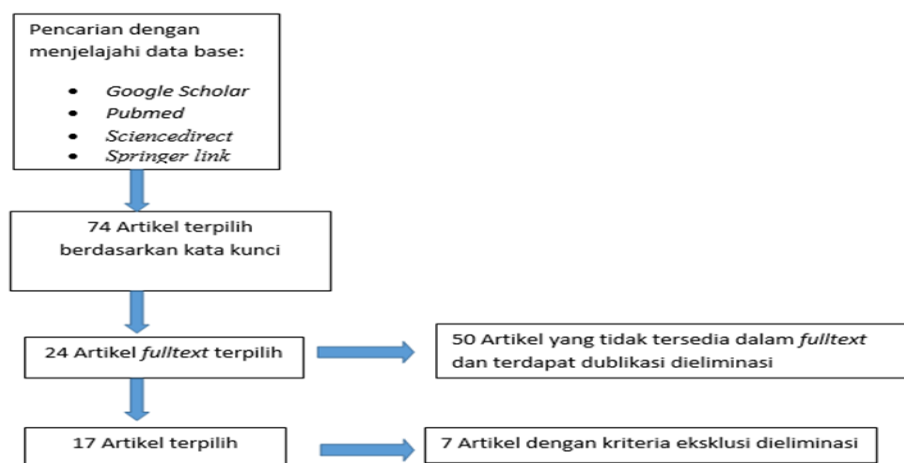 Pencarian dengan
menjelajahi data base:
• Google Scholar
• Pubmed
• Sciencedirect
• Springer link
74 Artikel terpilih
berdasarkan kata kunci
24 Artikel fulltext terpilih
50 Artikel yang tidak tersedia dalam fulltext
dan terdapat dublikasi dieliminasi
17 Artikel terpilih
7 Artikel dengan kriteria eksklusi dieliminasi